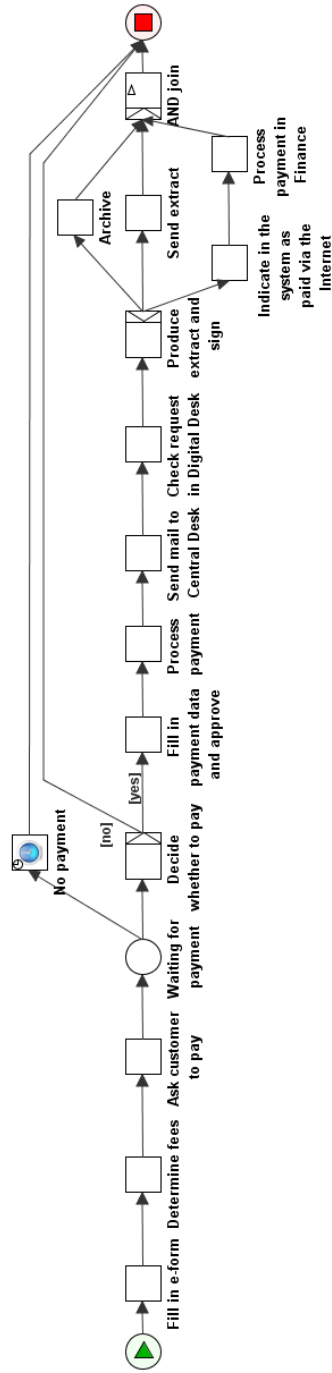 Fill in e-form
Determine fees
Ask customer
to pay
Waiting for
payment
No payment
Decide
whether to pay
[no]
[yes]
Fill in
payment data
and approve
Process
payment
Send mail to
Central Desk
Check request
in Digital Desk
Produce
extract and
sign
Archive
Send extract
Indicate in the
system as
paid via the
Internet
Process
payment in
Finance
AND join